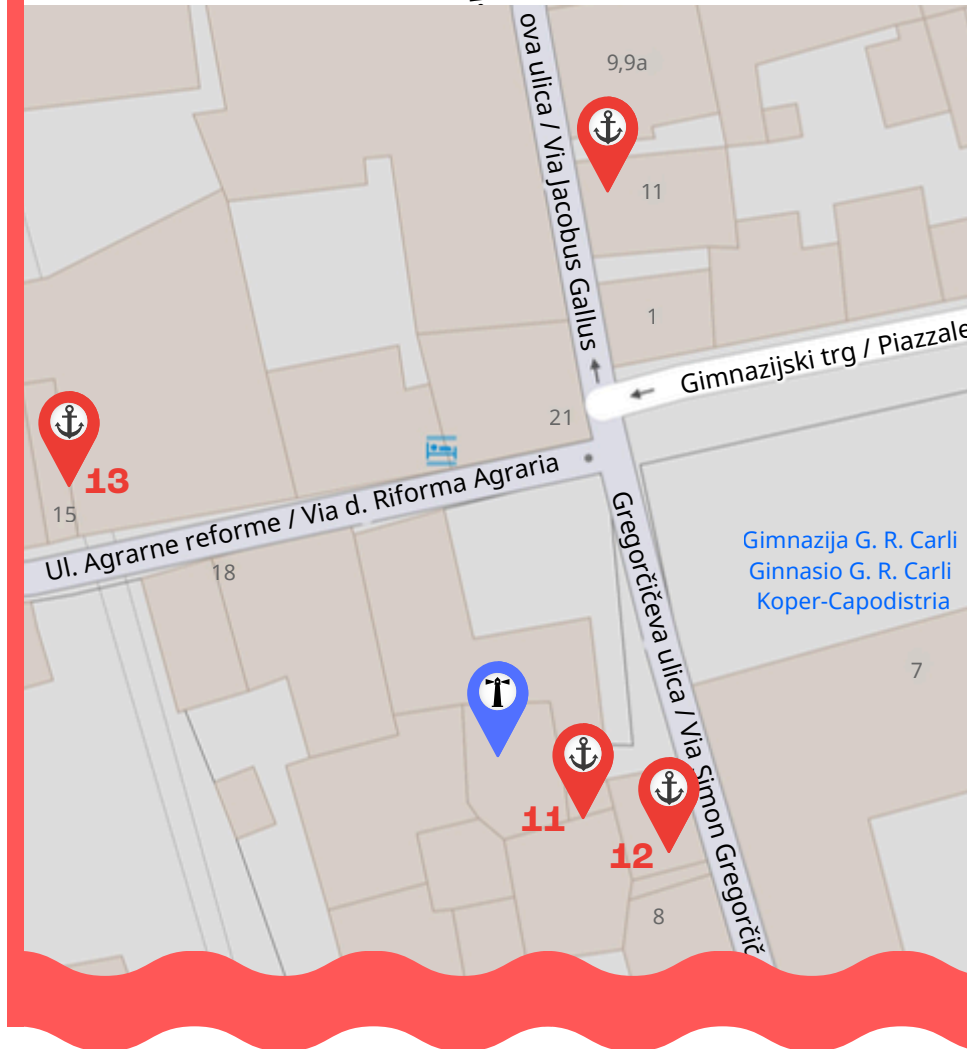 9,9a
ova ulica / Via Jacobus Gallus
11
1
Gimnazijski trg / Piazzale
21
13
15
Ul. Agrarne reforme / Via d. Riforma Agraria
18
Gregorčičeva ulica / Via Simon Gregorčič
Gimnazija G. R. Carli
Ginnasio G. R. Carli
Koper-Capodistria
7
11
12
8